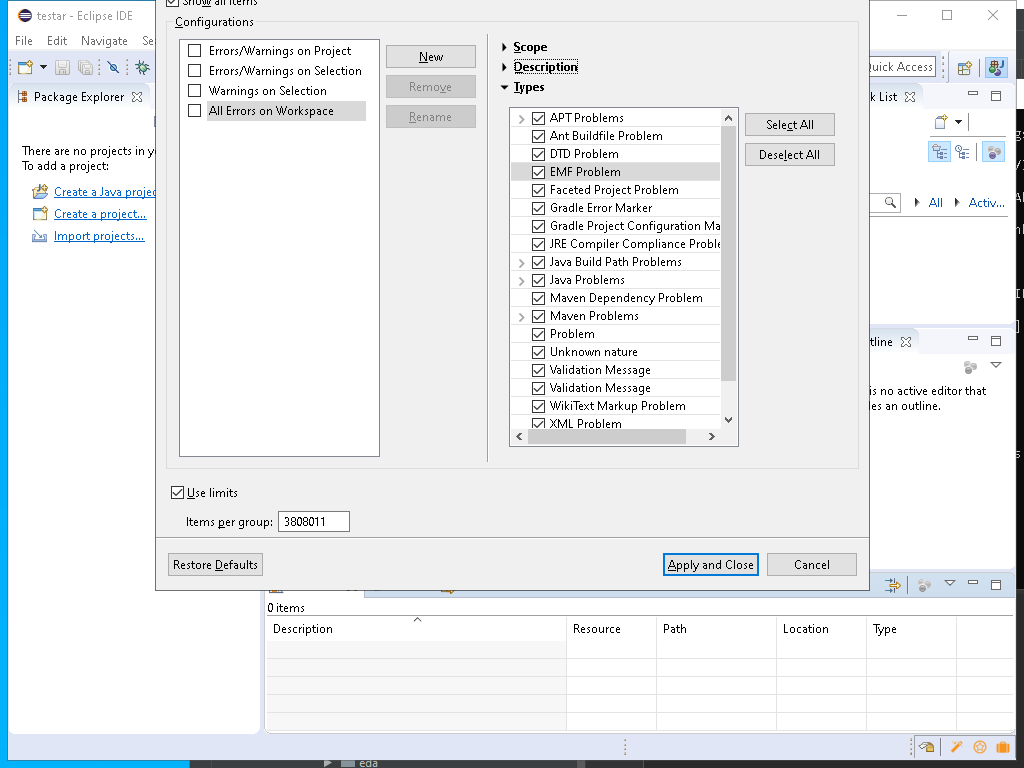 testar - Eclipse IDE
Show all items
File Edit Navigate Se
Configurations
Errors/Warnings on Project
Errors/Warnings on Selection
Warnings on Selection
All Errors on Workspace
New
Remove
Rename
Scope
Description
Types
APT Problems
Ant Buildfile Problem
DTD Problem
EMF Problem
Faceted Project Problem
Gradle Error Marker
Gradle Project Configuration Ma
JRE Compiler Compliance Proble
Java Build Path Problems
Java Problems
Maven Dependency Problem
Maven Problems
Problem
Unknown nature
Validation Message
Validation Message
WikiText Markup Problem
XML Problem
Select All
Deselect All
Use limits
Items per group: 3808011
Restore Defaults
Apply and Close
Cancel
Package Explorer
There are no projects in y
To add a project:
Create a Java projec
Create a project...
Import projects...
Quick Access
k List
All
Activ...
tline
is no active editor that
des an outline.
0 items
Description Resource Path Location Type
eda